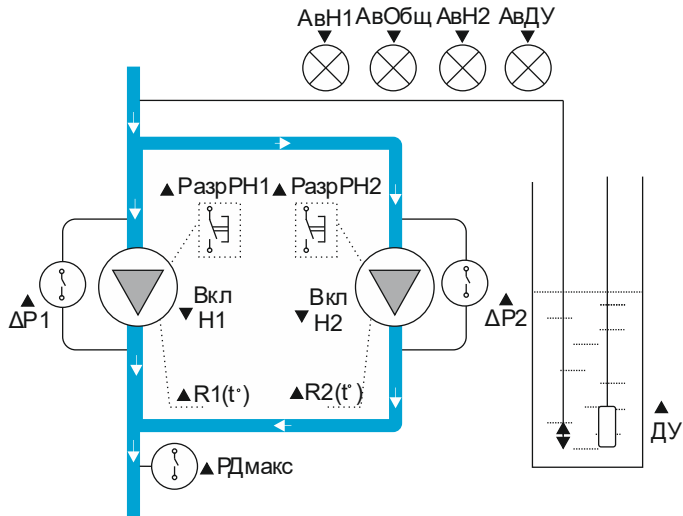 АвН1 АвОбщ АвН2 АвДУ
▲ РазрРН1 ▲ РазрРН2
Вкл
▼ Н1
Вкл
▼ Н2
▲
ΔР1
▲
ΔР2
▲ R1(t°)
▲ R2(t°)
▲
ДУ
▲ РДмакс